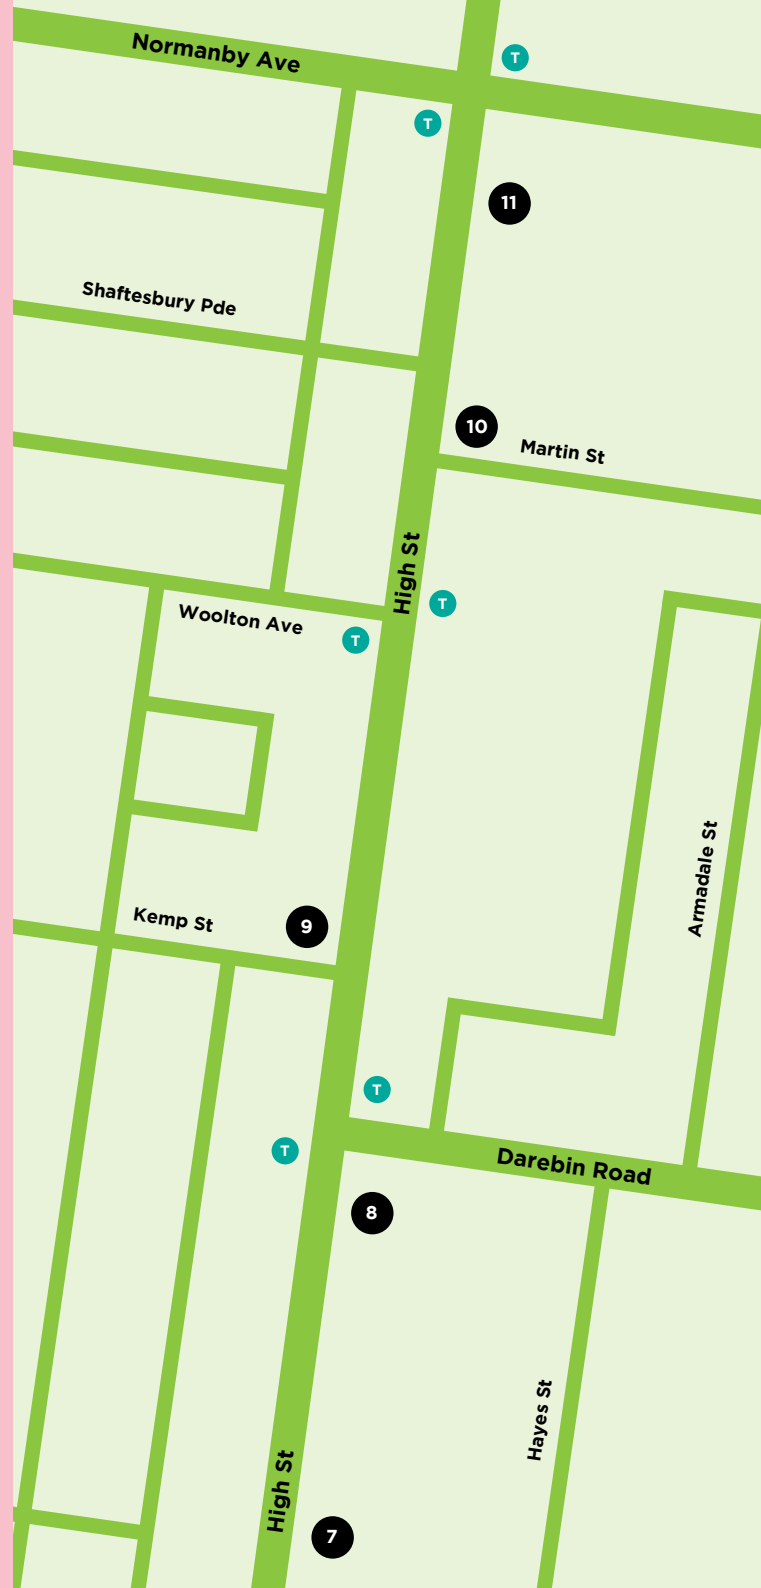 T
Normanby Ave
T
11
Shaftesbury Pde
10
Martin St
High St
T
Woolton Ave
T
Armadale St
Kemp St
9
T
T
Darebin Road
8
Hayes St
High St
7